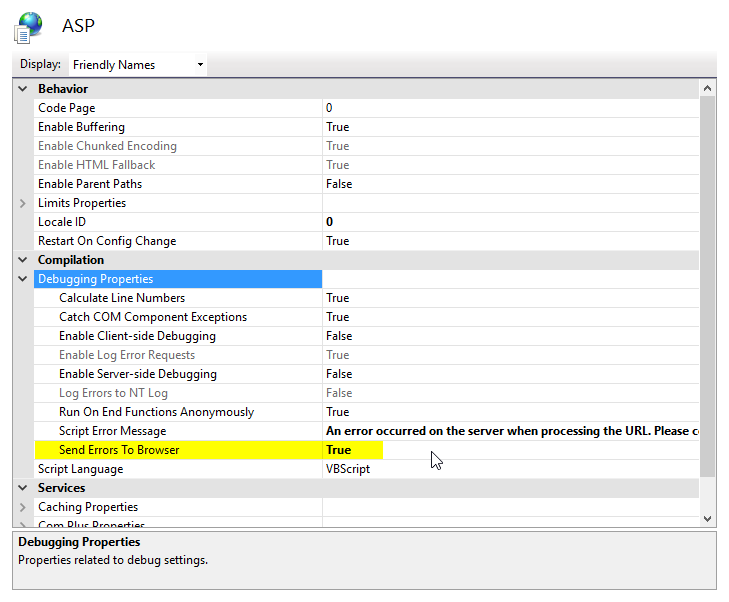 ASP
Display: Friendly Names
Behavior
Code Page 0
Enable Buffering True
Enable Chunked Encoding True
Enable HTML Fallback True
Enable Parent Paths False
Limits Properties
Locale ID 0
Restart On Config Change True
Compilation
Debugging Properties
Calculate Line Numbers True
Catch COM Component Exceptions True
Enable Client-side Debugging False
Enable Log Error Requests True
Enable Server-side Debugging False
Log Errors to NT Log False
Run On End Functions Anonymously True
Script Error Message An error occurred on the server when processing the URL. Please c
Send Errors To Browser True
Script Language VBScript
Services
Caching Properties
Com Plus Properties
Debugging Properties
Properties related to debug settings.